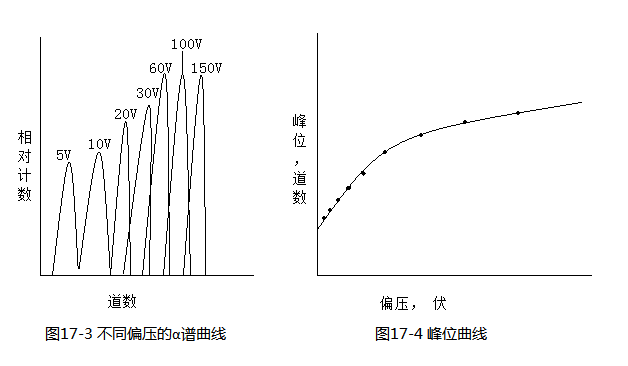 100V
60V
150V
30V
20V
10V
5V
相对计数
道数
图17-3 不同偏压的α谱曲线
峰位,道数
偏压， 伏
图17-4 峰位曲线